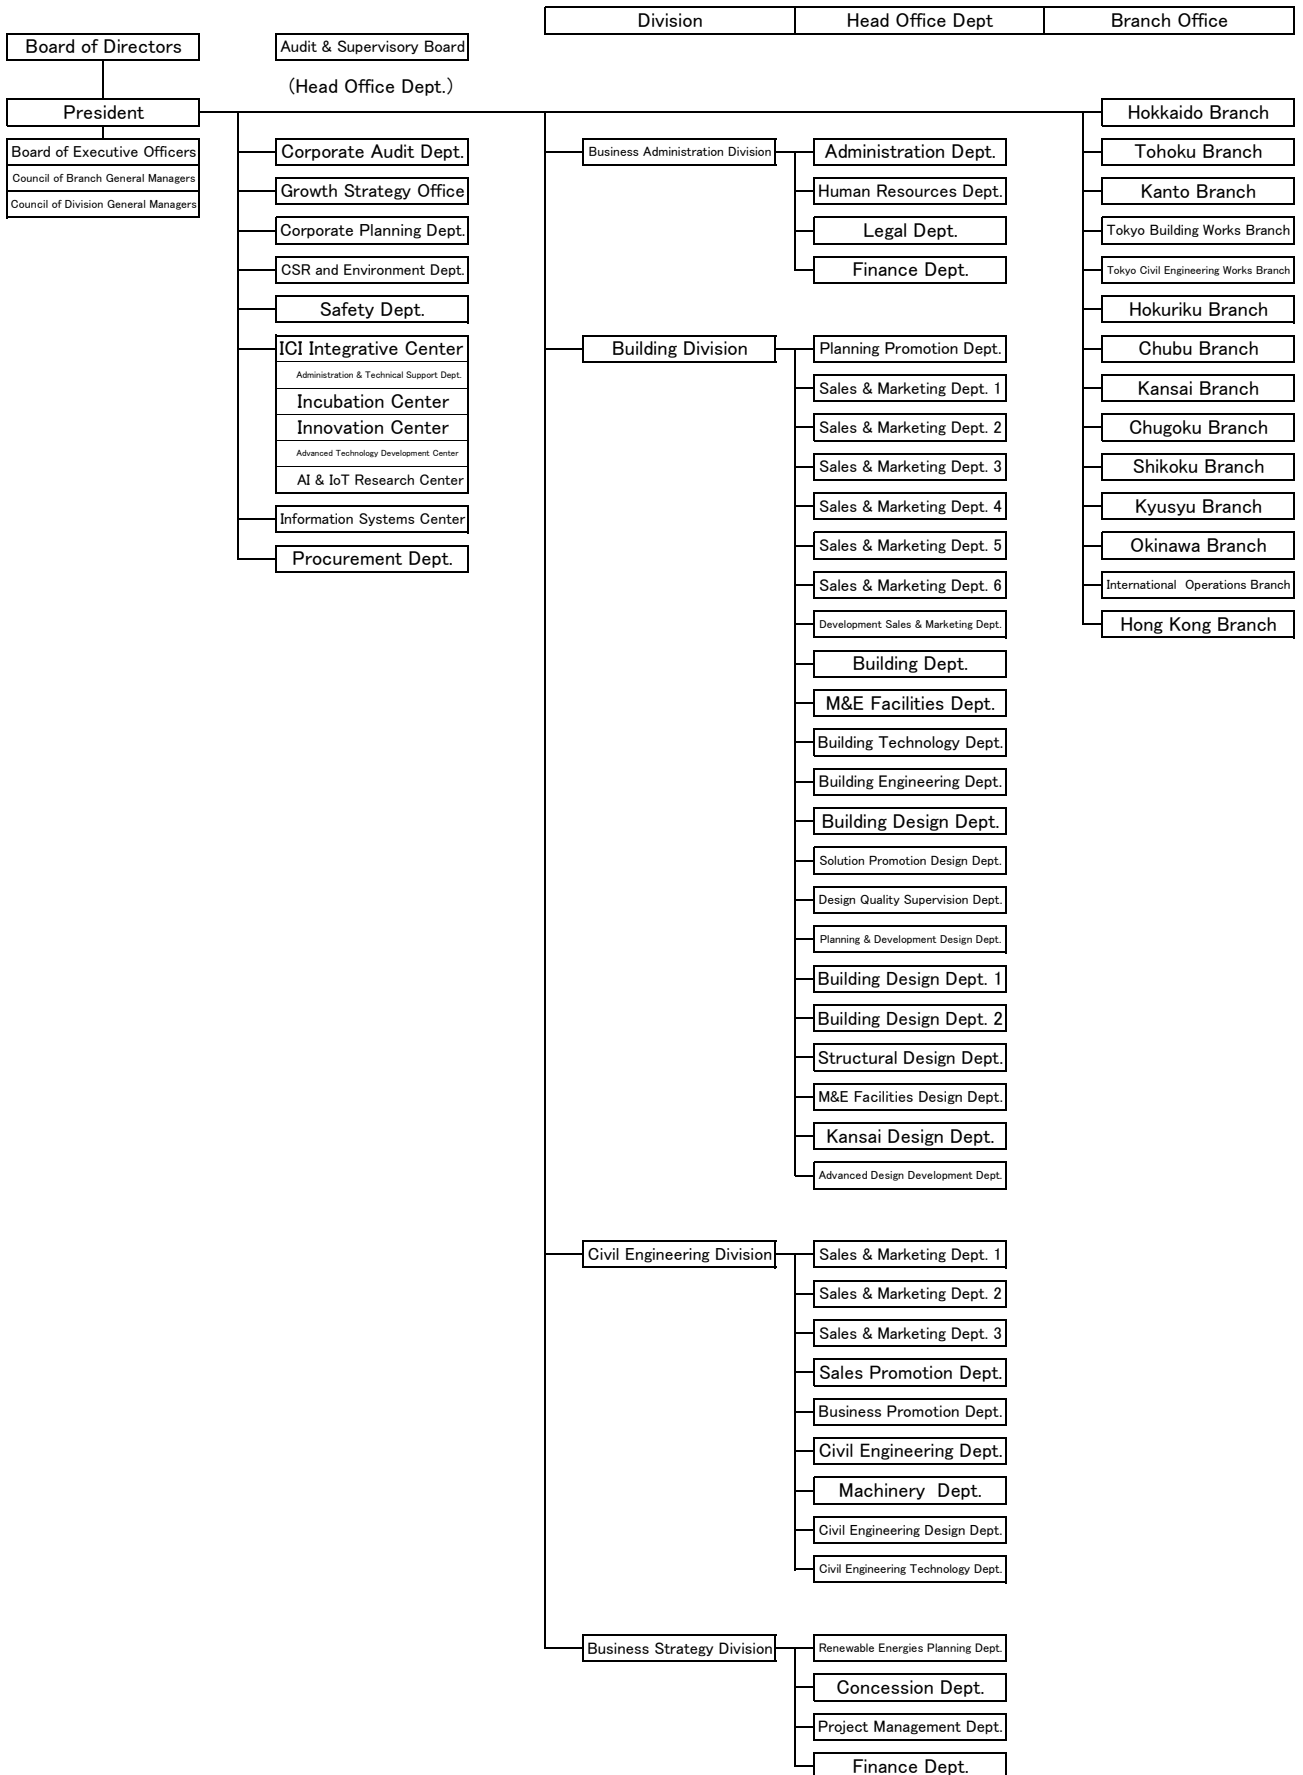 Division
Head Office Dept
Branch Office
Board of Directors
Audit & Supervisory Board
(Head Office Dept.)
President
Board of Executive Officers
Council of Branch General Managers
Council of Division General Managers
Corporate Audit Dept.
Growth Strategy Office
Corporate Planning Dept.
CSR and Environment Dept.
Safety Dept.
ICI Integrative Center
Administration & Technical Support Dept.
Incubation Center
Innovation Center
Advanced Technology Development Center
AI & IoT Research Center
Information Systems Center
Procurement Dept.
Business Administration Division
Administration Dept.
Human Resources Dept.
Legal Dept.
Finance Dept.
Building Division
Planning Promotion Dept.
Sales & Marketing Dept. 1
Sales & Marketing Dept. 2
Sales & Marketing Dept. 3
Sales & Marketing Dept. 4
Sales & Marketing Dept. 5
Sales & Marketing Dept. 6
Development Sales & Marketing Dept.
Building Dept.
M&E Facilities Dept.
Building Technology Dept.
Building Engineering Dept.
Building Design Dept.
Solution Promotion Design Dept.
Design Quality Supervision Dept.
Planning & Development Design Dept.
Building Design Dept. 1
Building Design Dept. 2
Structural Design Dept.
M&E Facilities Design Dept.
Kansai Design Dept.
Advanced Design Development Dept.
Civil Engineering Division
Sales & Marketing Dept. 1
Sales & Marketing Dept. 2
Sales & Marketing Dept. 3
Sales Promotion Dept.
Business Promotion Dept.
Civil Engineering Dept.
Machinery Dept.
Civil Engineering Design Dept.
Civil Engineering Technology Dept.
Business Strategy Division
Renewable Energies Planning Dept.
Concession Dept.
Project Management Dept.
Finance Dept.
Hokkaido Branch
Tohoku Branch
Kanto Branch
Tokyo Building Works Branch
Tokyo Civil Engineering Works Branch
Hokuriku Branch
Chubu Branch
Kansai Branch
Chugoku Branch
Shikoku Branch
Kyusyu Branch
Okinawa Branch
International Operations Branch
Hong Kong Branch